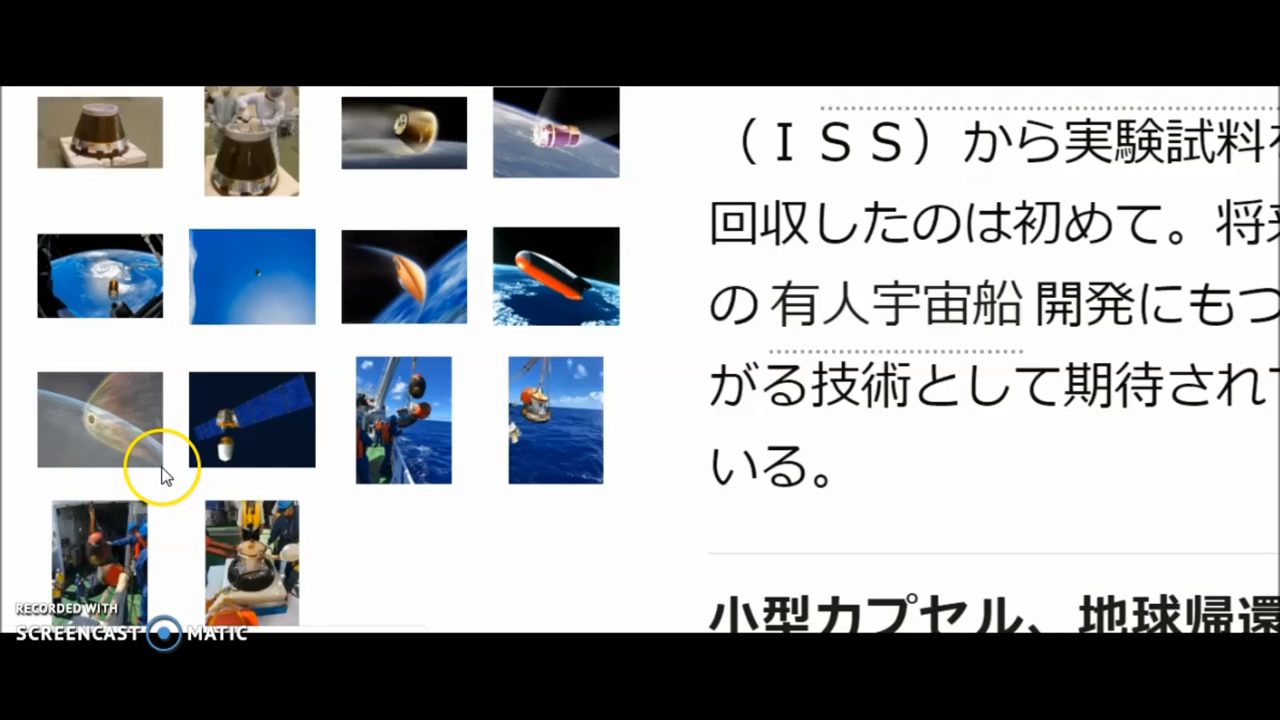 （ＩＳＳ）から実験試料
回収したのは初めて。将
の 有人宇宙船 開発にもつ
がる技術として期待され
いる。
小型カプセル、地球帰還
RECORDED WITH
SCREENCAST MATIC